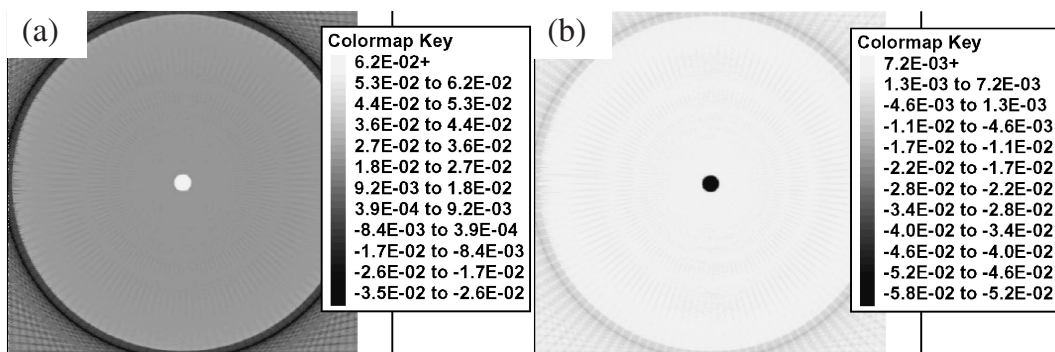 (a)
Colormap Key
6.2E-02+
5.3E-02 to 6.2E-02
4.4E-02 to 5.3E-02
3.6E-02 to 4.4E-02
2.7E-02 to 3.6E-02
1.8E-02 to 2.7E-02
9.2E-03 to 1.8E-02
3.9E-04 to 9.2E-03
-8.4E-03 to 3.9E-04
-1.7E-02 to -8.4E-03
-2.6E-02 to -1.7E-02
-3.5E-02 to -2.6E-02
(b)
Colormap Key
7.2E-03+
1.3E-03 to 7.2E-03
-4.6E-03 to 1.3E-03
-1.1E-02 to -4.6E-03
-1.7E-02 to -1.1E-02
-2.2E-02 to -1.7E-02
-2.8E-02 to -2.2E-02
-3.4E-02 to -2.8E-02
-4.0E-02 to -3.4E-02
-4.6E-02 to -4.0E-02
-5.2E-02 to -4.6E-02
-5.8E-02 to -5.2E-02